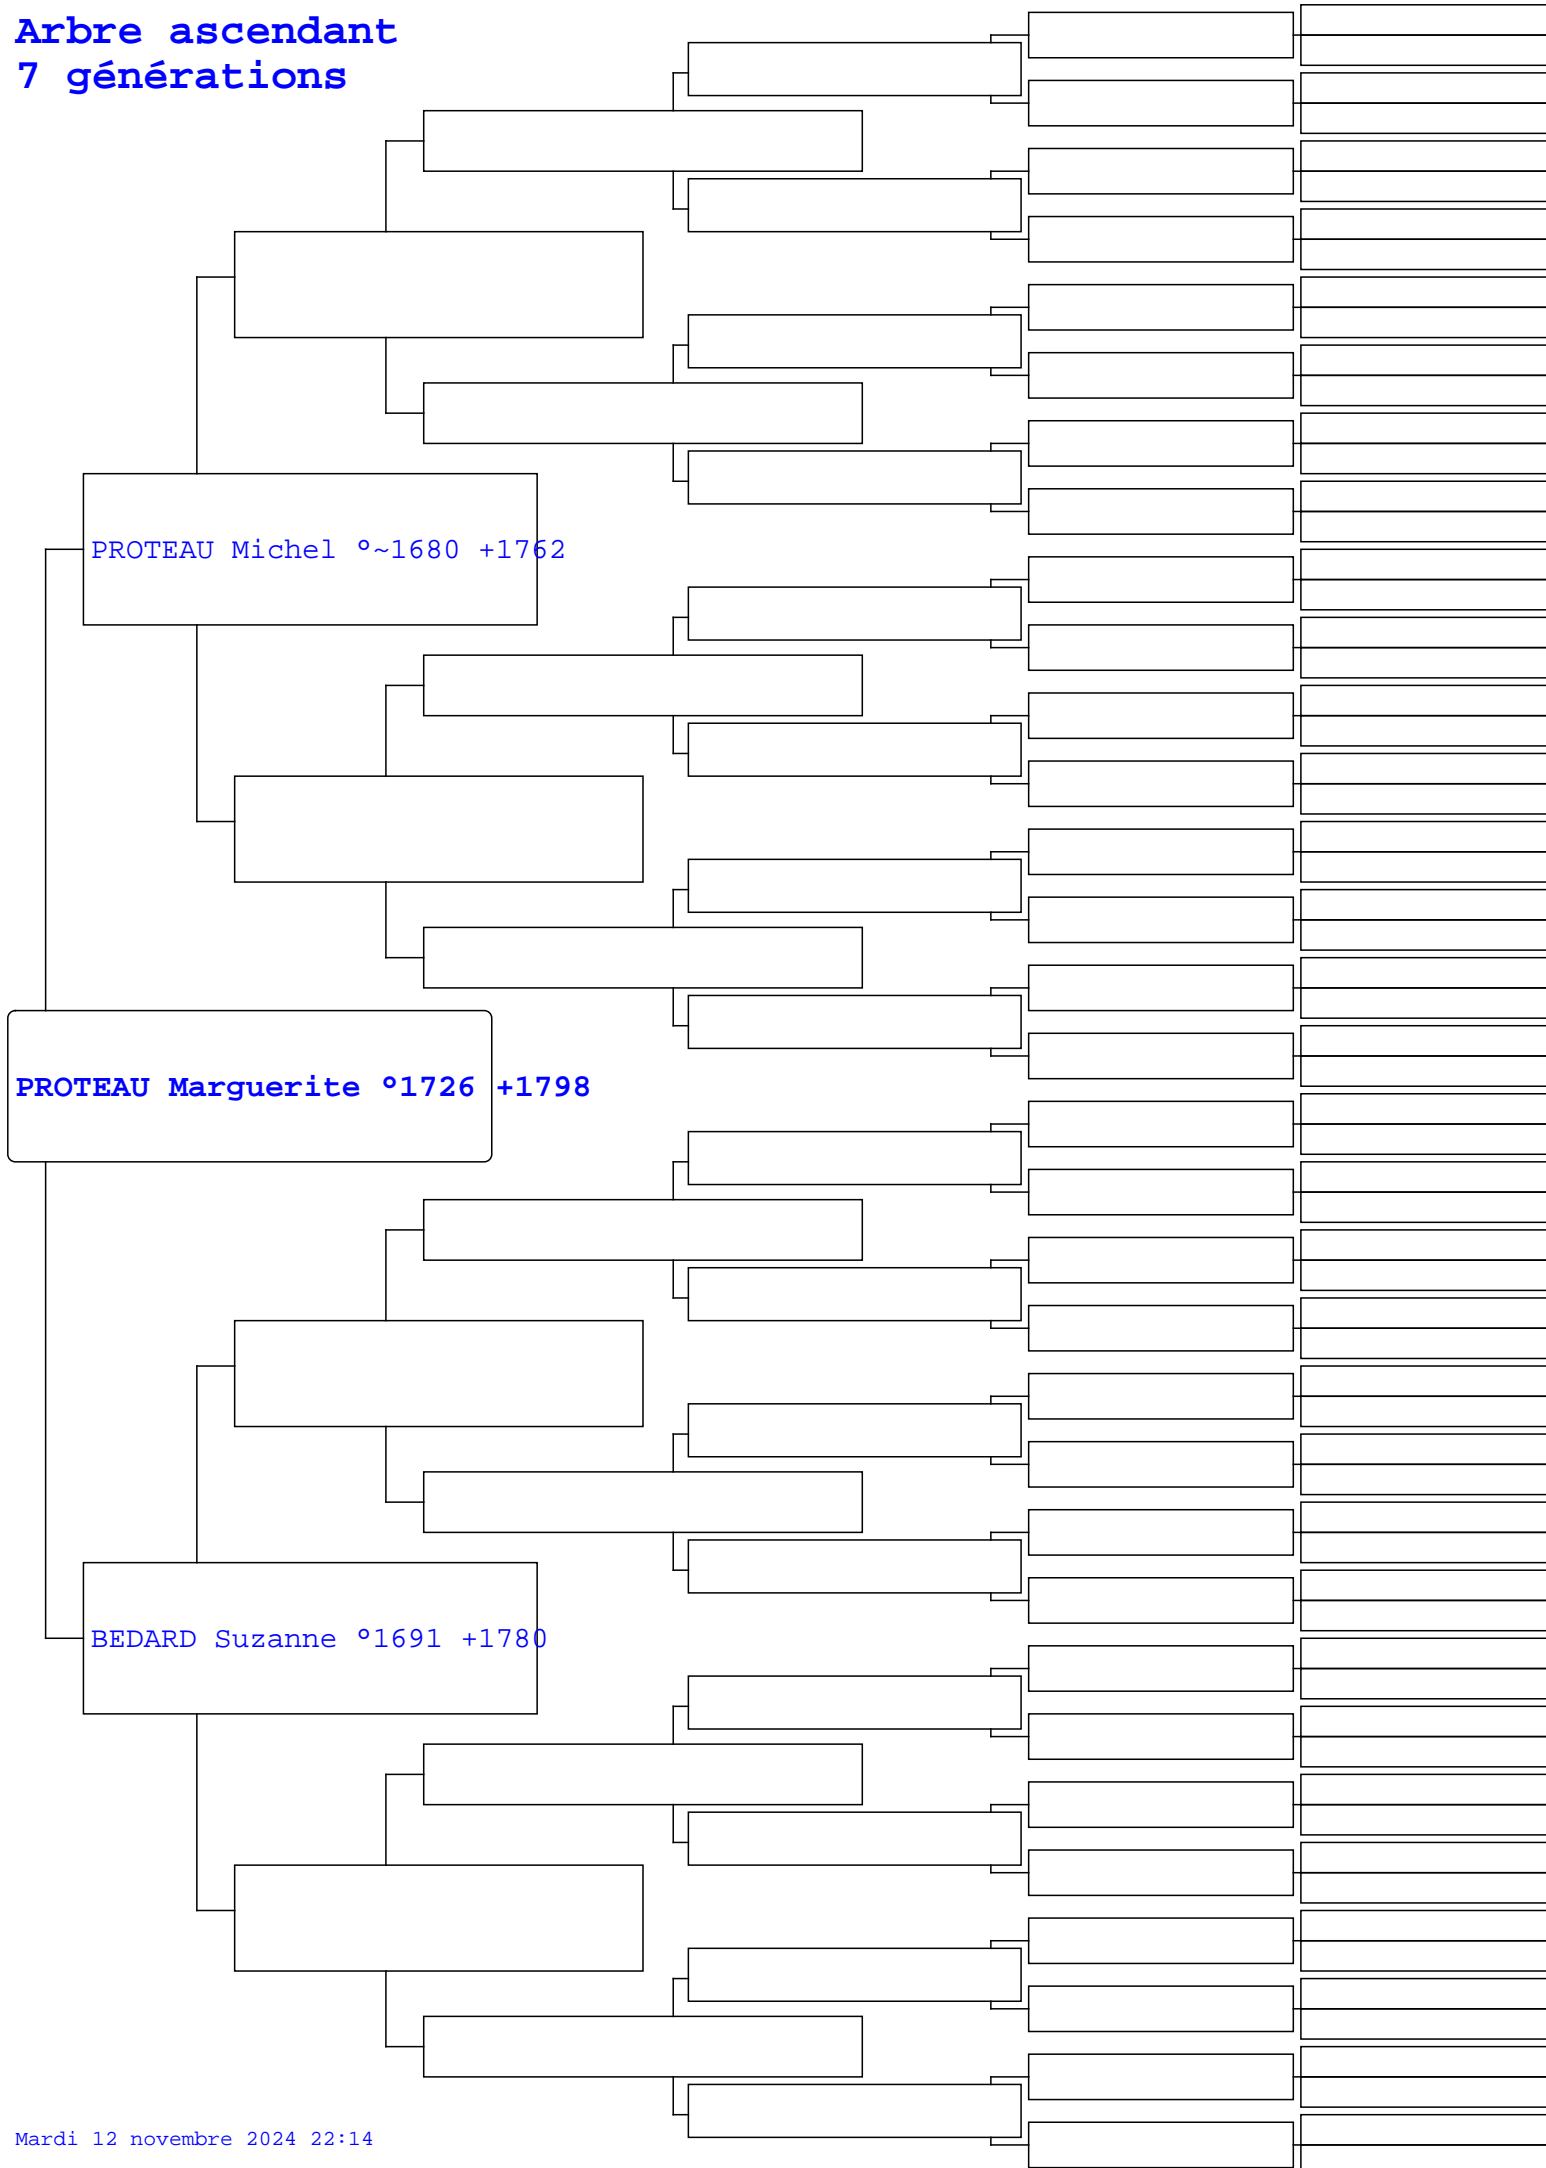 Arbre ascendant
7 générations
PROTEAU Michel °~1680 +1762
PROTEAU Marguerite °1726 +1798
BEDARD Suzanne °1691 +1780
Mardi 12 novembre 2024 22:14